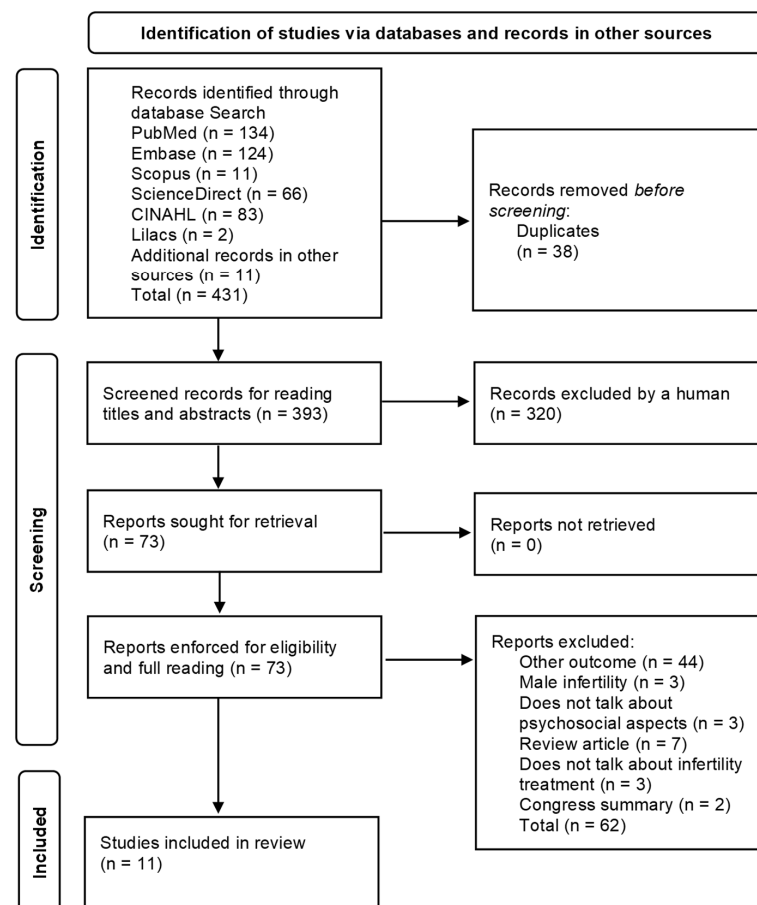 Identification of studies via databases and records in other sources
Identification
Records identified through
database Search
PubMed (n = 134)
Embase (n = 124)
Scopus (n = 11)
ScienceDirect (n = 66)
CINAHL (n = 83)
Lilacs (n = 2)
Additional records in other
sources (n = 11)
Total (n = 431)
Records removed before
screening:
Duplicates
(n = 38)
Screening
Screened records for reading
titles and abstracts (n = 393)
Records excluded by a human
(n = 320)
Reports sought for retrieval
(n = 73)
Reports not retrieved
(n = 0)
Reports enforced for eligibility
and full reading (n = 73)
Reports excluded:
Other outcome (n = 44)
Male infertility (n = 3)
Does not talk about
psychosocial aspects (n = 3)
Review article (n = 7)
Does not talk about infertility
treatment (n = 3)
Congress summary (n = 2)
Total (n = 62)
Included
Studies included in review
(n = 11)